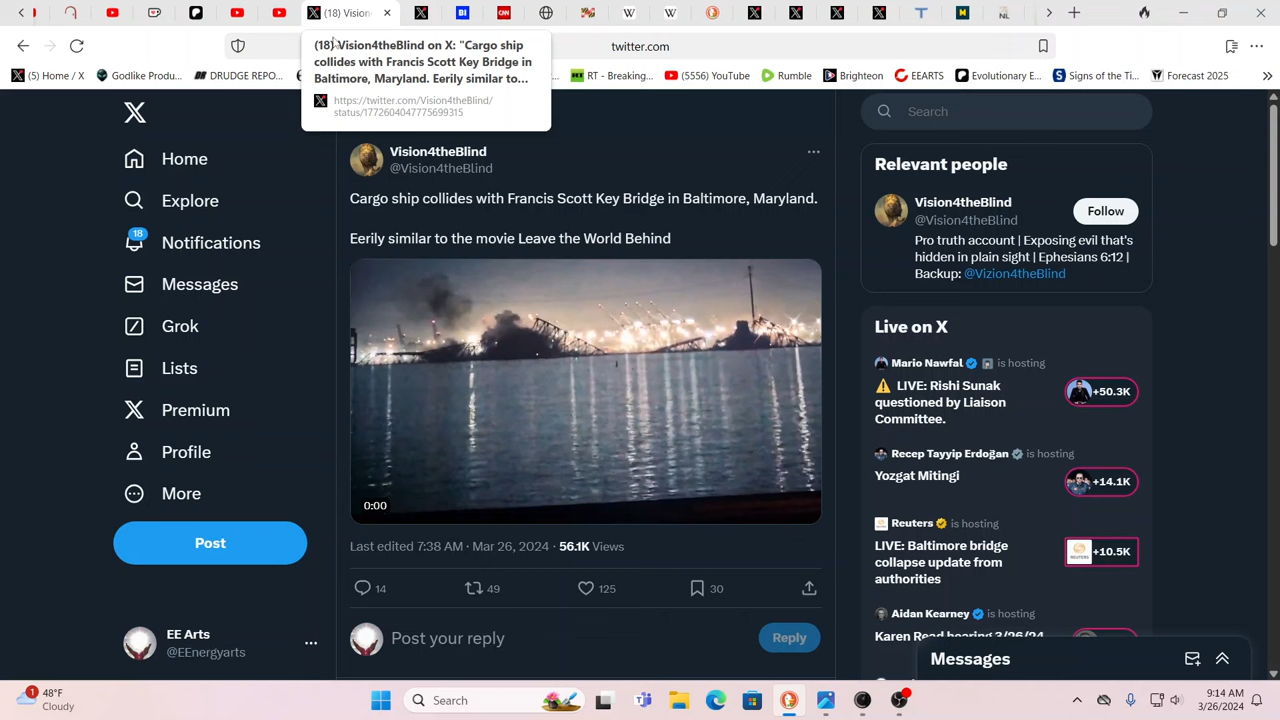 (18) Vision
twitter.com
(18) Vision4theBlind on X: "Cargo ship
collides with Francis Scott Key Bridge in
Baltimore, Maryland. Eerily similar to...
https://twitter.com/Vision4theBlind/
status/1772604047775699315
(5) Home / X
Godlike Produ...
DRUDGE REPO...
RT - Breaking...
(5556) YouTube
Rumble
Brighteon
EEARTS
Evolutionary E...
Signs of the Ti...
Forecast 2025
Home
Explore
18
Notifications
Messages
Grok
Lists
Premium
Profile
More
Post
EE Arts
@EEnergyarts
Vision4theBlind
@Vision4theBlind
Cargo ship collides with Francis Scott Key Bridge in Baltimore, Maryland.
Eerily similar to the movie Leave the World Behind
0:00
Last edited 7:38 AM · Mar 26, 2024 · 56.1K Views
14
49
125
30
Post your reply
Reply
Search
Relevant people
Vision4theBlind
@Vision4theBlind
Follow
Pro truth account | Exposing evil that's
hidden in plain sight | Ephesians 6:12 |
Backup: @Vizion4theBlind
Live on X
Mario Nawfal is hosting
LIVE: Rishi Sunak
questioned by Liaison
Committee.
+50.3K
Recep Tayyip Erdoğan is hosting
Yozgat Mitingi
+14.1K
Reuters is hosting
LIVE: Baltimore bridge
collapse update from
authorities
+10.5K
Aidan Kearney is hosting
Karen Read hearing 3/26/24
Messages
1
48°F
Cloudy
Search
9:14 AM
3/26/2024